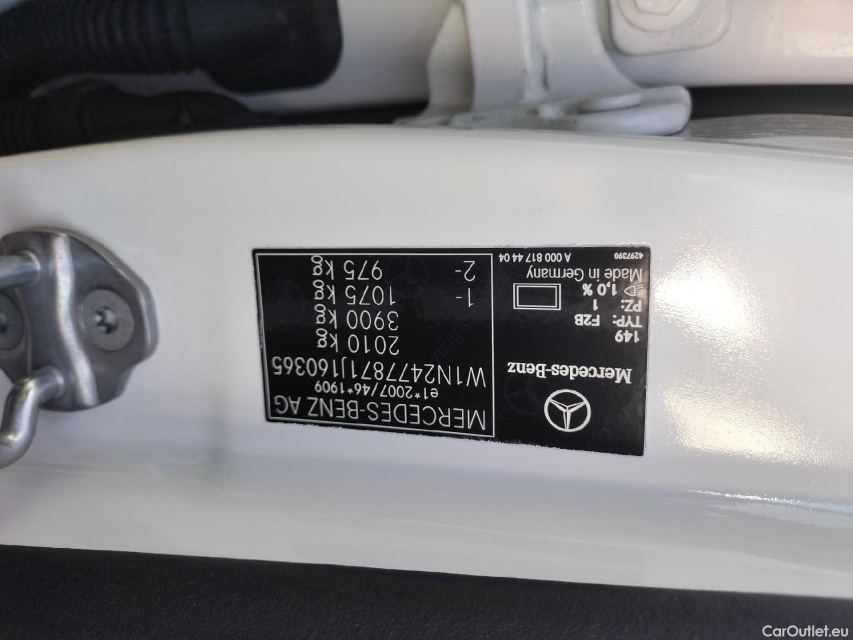 MERCEDES-BENZ AG
e1*2007/46*1909
W1N2477871J160365
2010 kg
3900 kg
1- 1075 kg
2- 975 kg
Mercedes-Benz
149
TYP: F2B
PZ: 1
1,0 %
Made in Germany
4297390 A 000 817 44 04
CarOutlet.eu